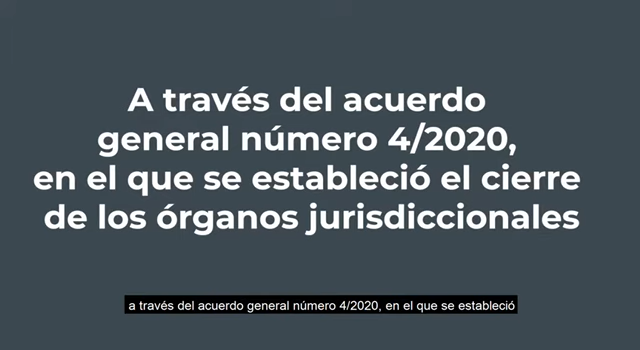 A través del acuerdo
general número 4/2020,
en el que se estableció el cierre
de los órganos jurisdiccionales
a través del acuerdo general número 4/2020, en el que se estableció